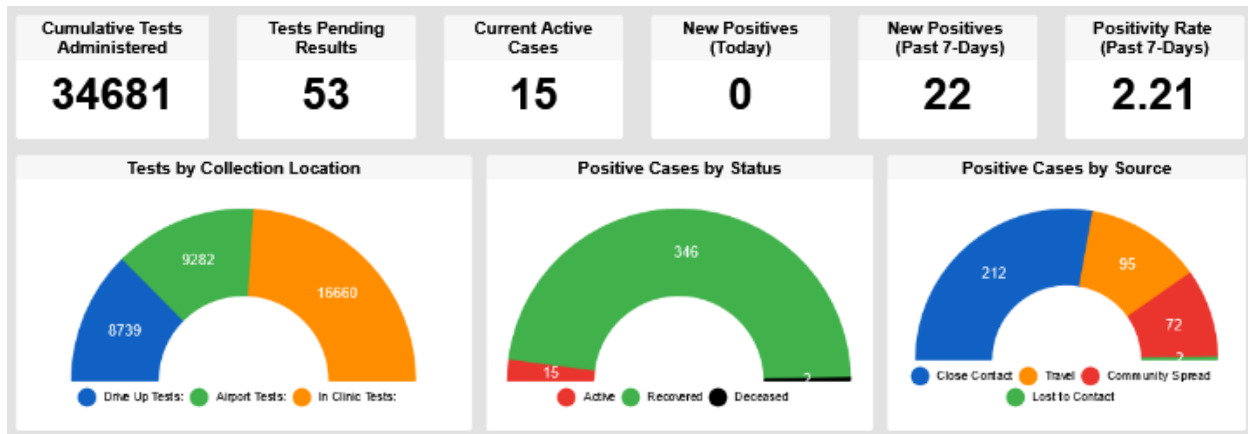 Cumulative Tests
Administered
34681
Tests Pending
Results
53
Current Active
Cases
15
New Positives
(Today)
0
New Positives
(Past 7-Days)
22
Positivity Rate
(Past 7-Days)
2.21
Tests by Collection Location
9282
16660
8739
Drive Up Tests: Airport Tests: In Clinic Tests:
Positive Cases by Status
346
15
2
Active Recovered Deceased
Positive Cases by Source
212
95
72
2
Close Contact Travel Community Spread
Lost to Contact